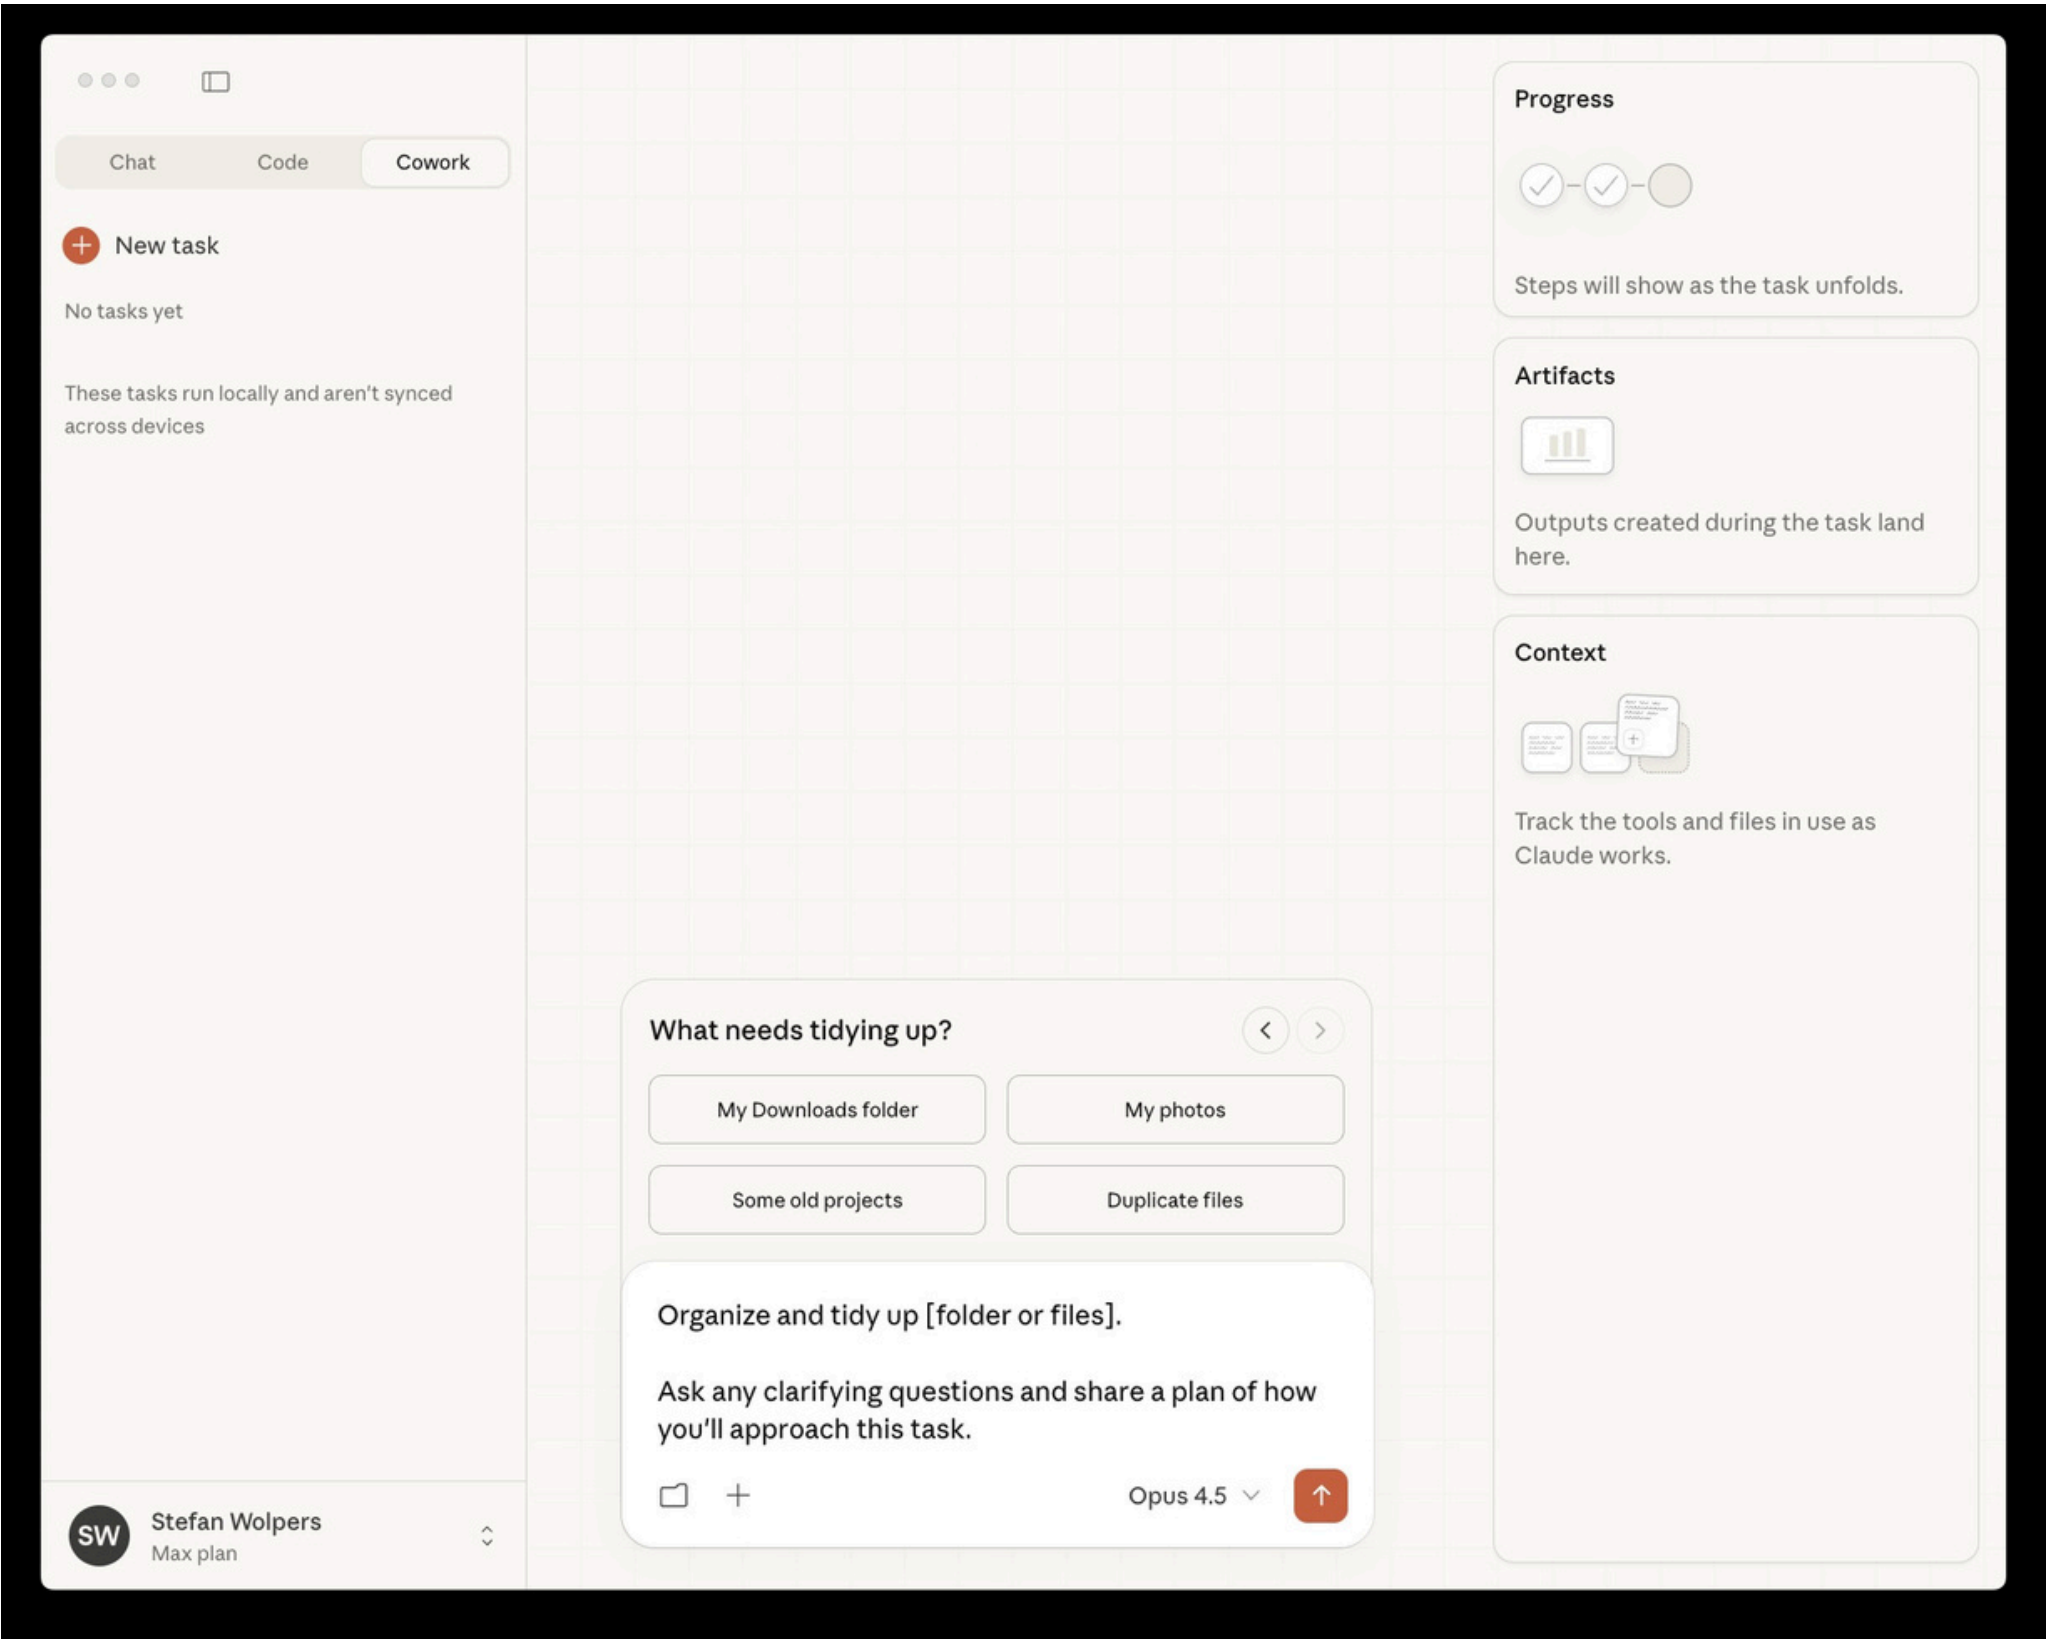 Chat
Code
Cowork
New task
No tasks yet
These tasks run locally and aren't synced
across devices
Stefan Wolpers
SW
Max plan
What needs tidying up?
My Downloads folder
My photos
Some old projects
Duplicate files
Organize and tidy up [folder or files].
Ask any clarifying questions and share a plan of how
you'll approach this task.
Opus 4.5
Progress
Steps will show as the task unfolds.
Artifacts
Outputs created during the task land
here.
Context
Track the tools and files in use as
Claude works.